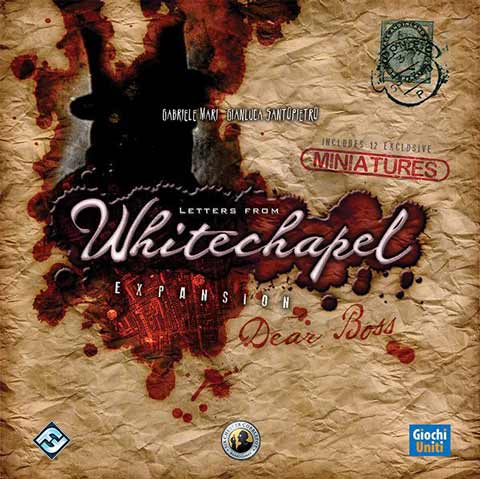 GABRIELE MARI GIANLUCA SANTOPIETRO
INCLUDES 12 EXCLUSIVE
MINIATURES
LETTERS FROM
Whitechapel
EXPANSION
Dear Boss
Giochi
Uniti